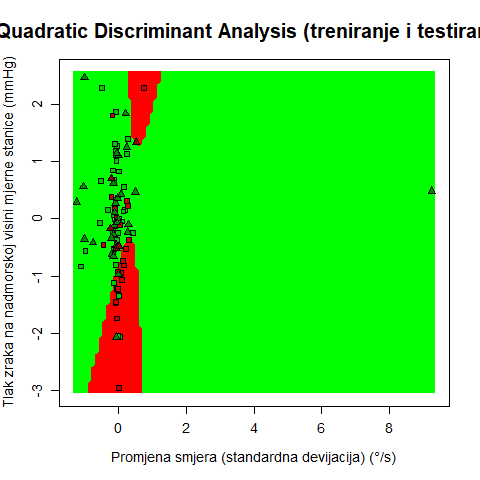 Quadratic Discriminant Analysis (treniranje i testiran
Tlak zraka na nadmorskoj visini mjerne stanice (mmHg)
2
1
0
-1
-2
-3
0 2 4 6 8
Promjena smjera (standardna devijacija) (°/s)